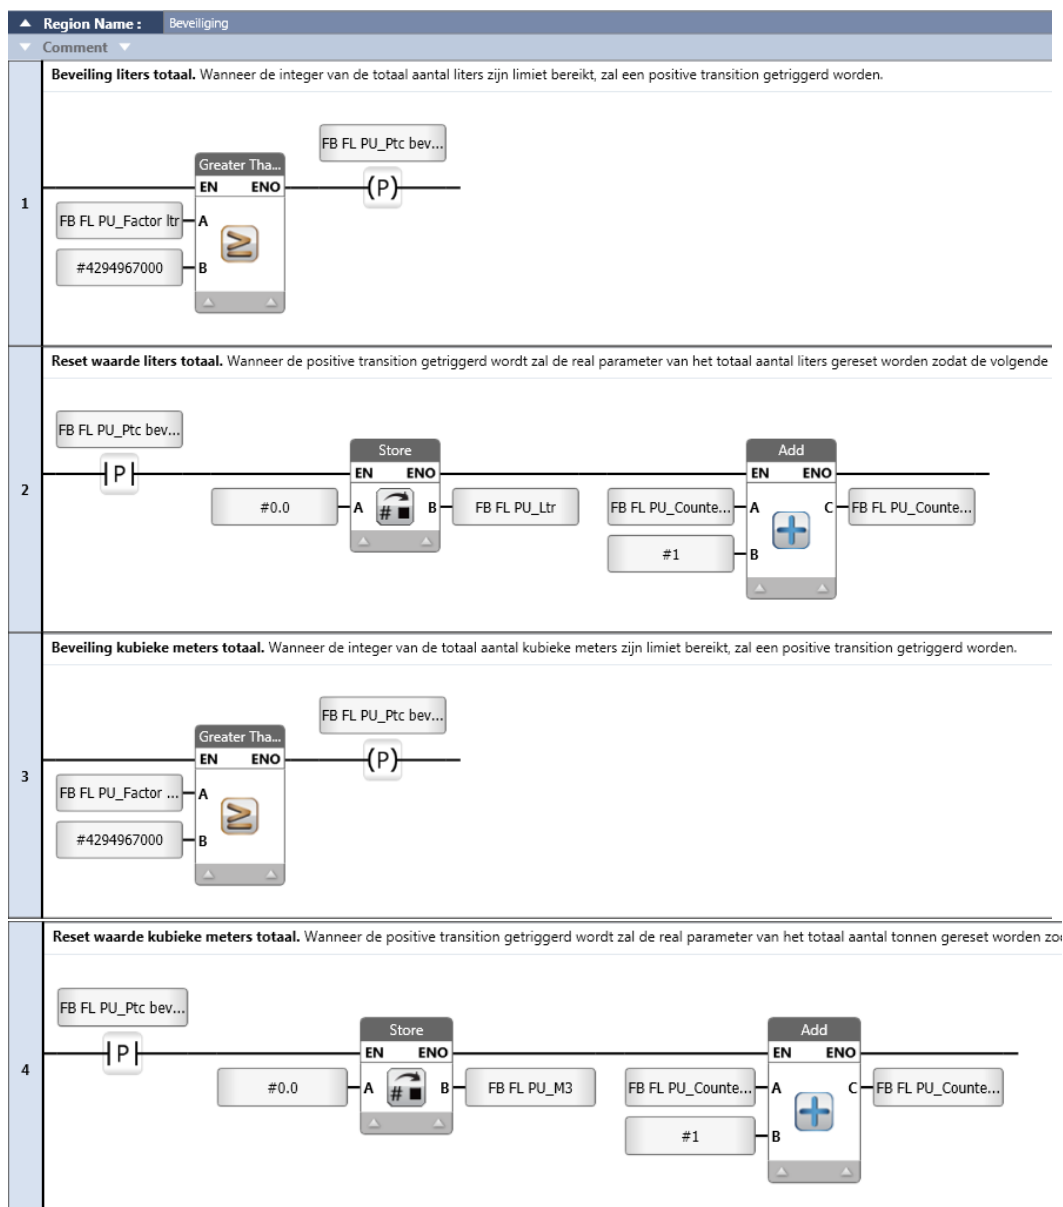 Region Name : Beveiliging
Comment
Beveiling liters totaal. Wanneer de integer van de totaal aantal liters zijn limiet bereikt, zal een positive transition getriggerd worden.
FB FL PU_Ptc bev...
Greater Tha...
EN ENO
(P)
1
FB FL PU_Factor ltr A
≥
#4294967000 B
Reset waarde liters totaal. Wanneer de positive transition getriggerd wordt zal de real parameter van het totaal aantal liters gereset worden zodat de volgende
FB FL PU_Ptc bev...
Store Add
P EN ENO EN ENO
2
#0.0 A # B FB FL PU_Ltr FB FL PU_Counte... A C FB FL PU_Counte...
#1 B
Beveiling kubieke meters totaal. Wanneer de integer van de totaal aantal kubieke meters zijn limiet bereikt, zal een positive transition getriggerd worden.
FB FL PU_Ptc bev...
Greater Tha...
EN ENO
(P)
3
FB FL PU_Factor ... A
≥
#4294967000 B
Reset waarde kubieke meters totaal. Wanneer de positive transition getriggerd wordt zal de real parameter van het totaal aantal tonnen gereset worden zo
FB FL PU_Ptc bev...
Store Add
P EN ENO EN ENO
4
#0.0 A # B FB FL PU_M3 FB FL PU_Counte... A C FB FL PU_Counte...
#1 B